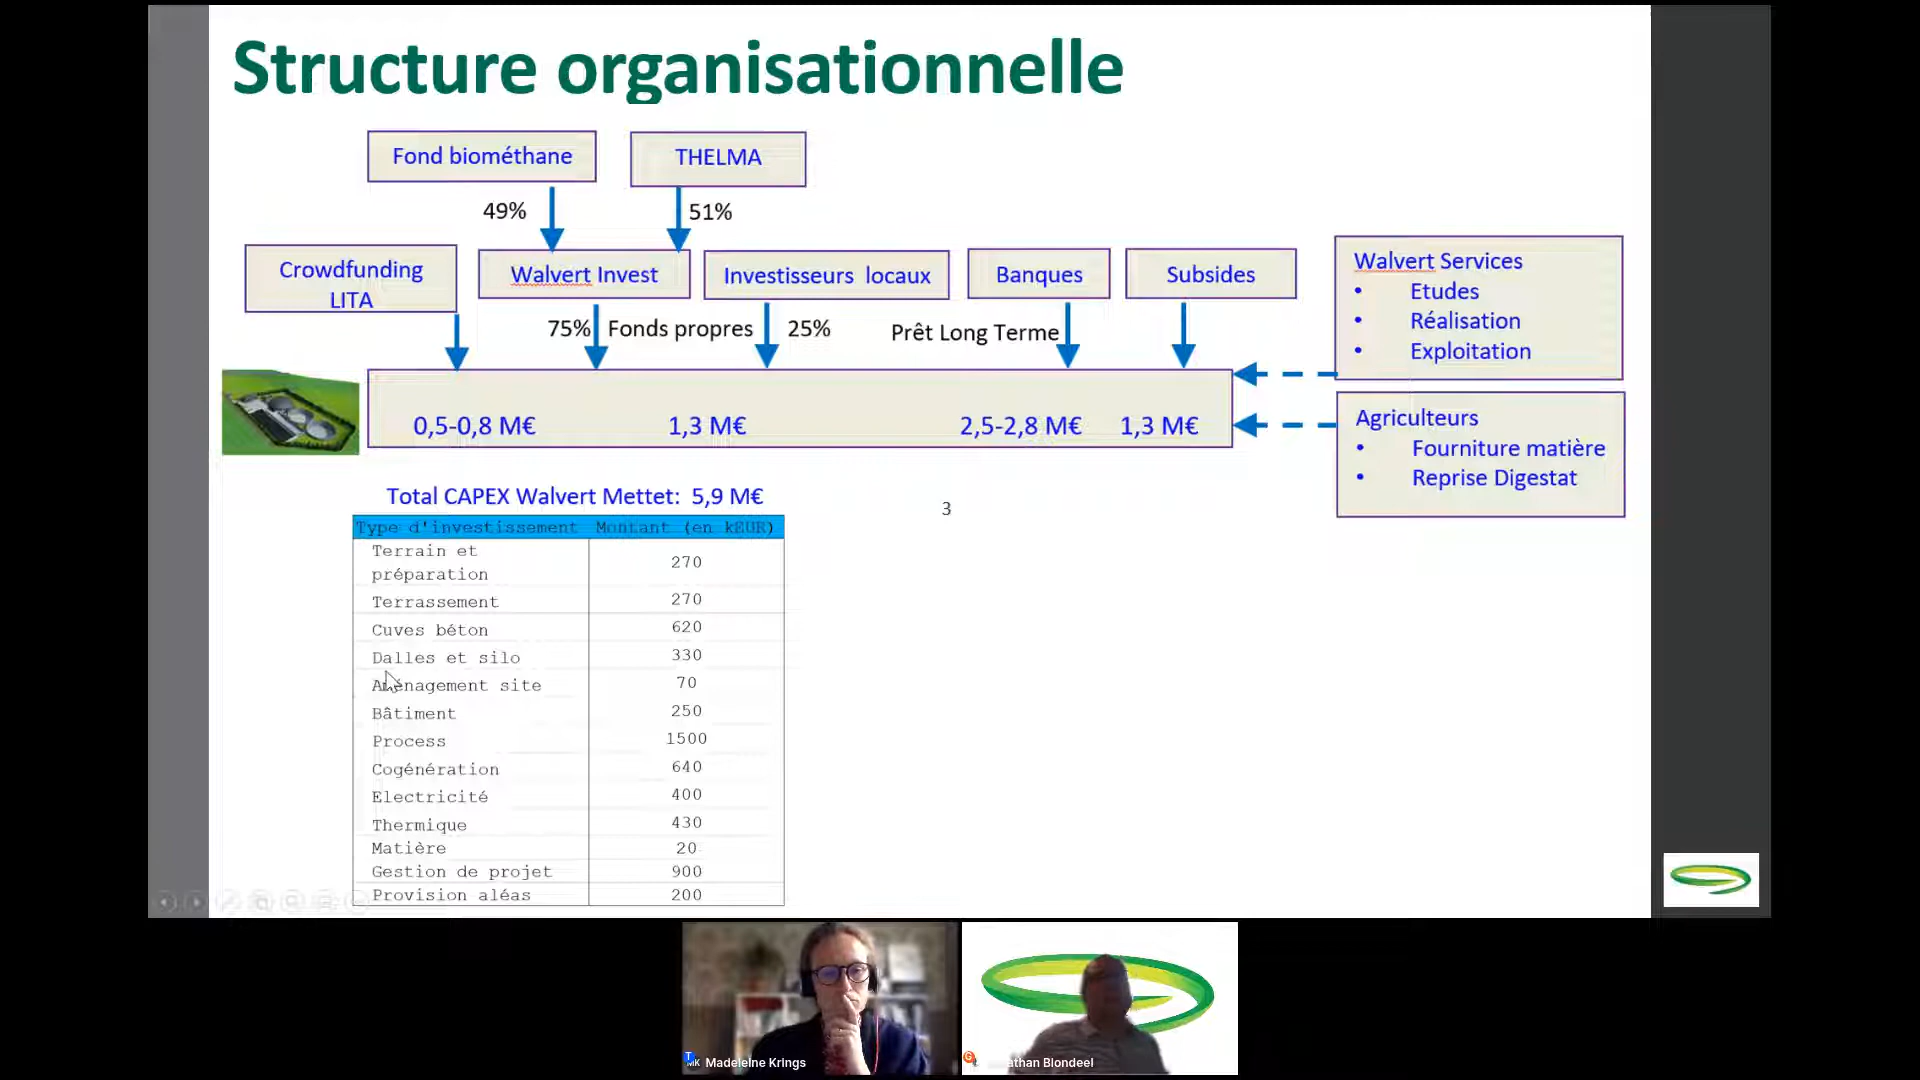 Structure organisationnelle
Fond biométhane
THELMA
49%
51%
Crowdfunding
LITA
Walvert Invest
Investisseurs locaux
Banques
Subsides
Walvert Services
• Etudes
• Réalisation
• Exploitation
75%
Fonds propres
25%
Prêt Long Terme
0,5-0,8 M€
1,3 M€
2,5-2,8 M€
1,3 M€
Agriculteurs
• Fourniture matière
• Reprise Digestat
Total CAPEX Walvert Mettet: 5,9 M€
3
Type d'investissement Montant (en kEUR)
Terrain et
préparation 270
Terrassement 270
Cuves béton 620
Dalles et silo 330
Aménagement site 70
Bâtiment 250
Process 1500
Cogénération 640
Electricité 400
Thermique 430
Matière 20
Gestion de projet 900
Provision aléas 200
Madeleine Krings
Blondeel